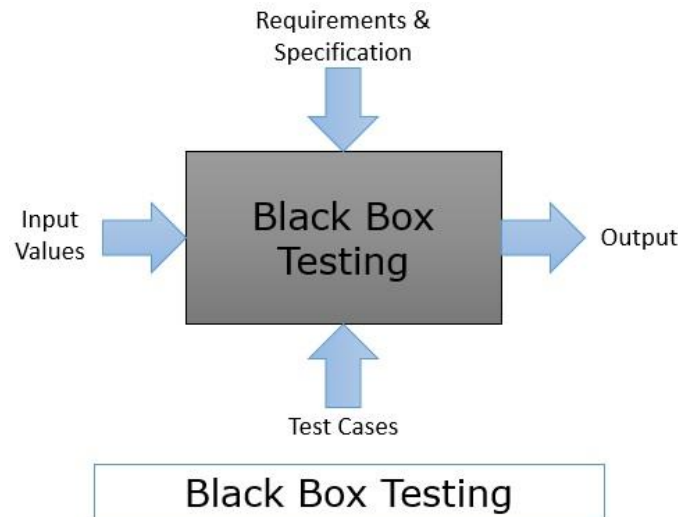 Requirements &
Specification
Input
Values
Black Box
Testing
Output
Test Cases
Black Box Testing